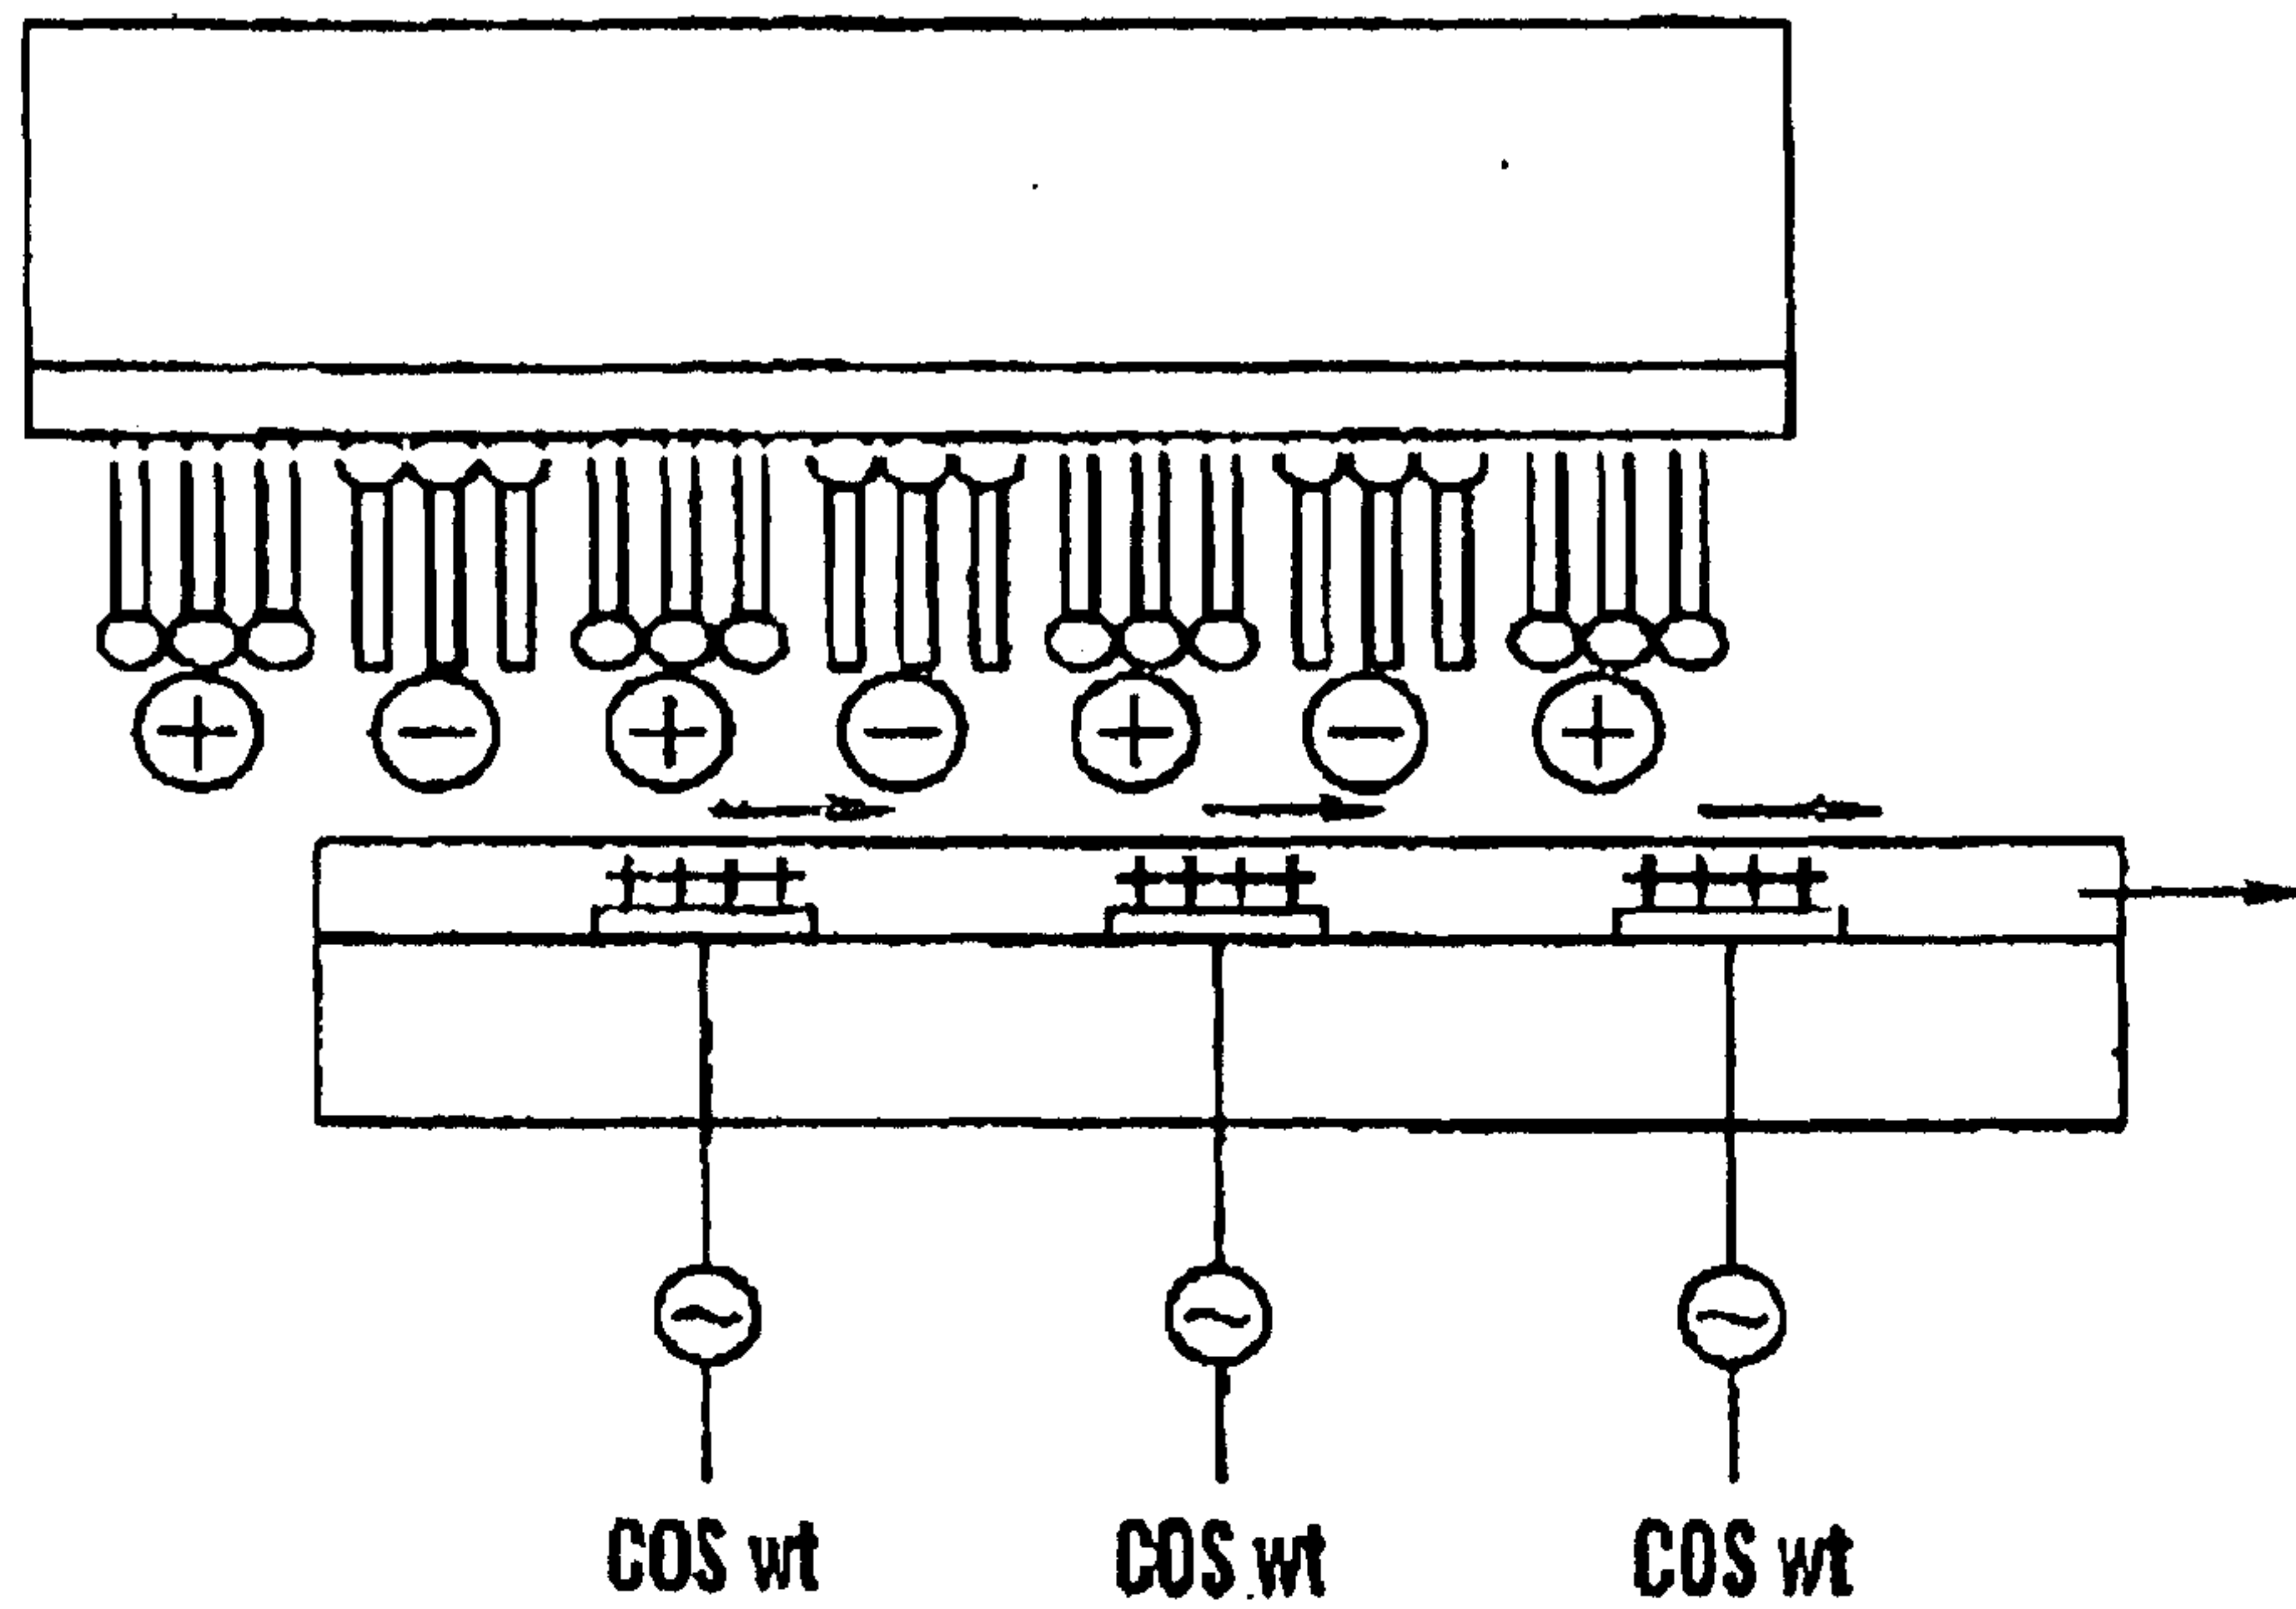 + − + − + − +
++++ ++++ ++++
~ ~ ~
COS wt COS wt COS wt